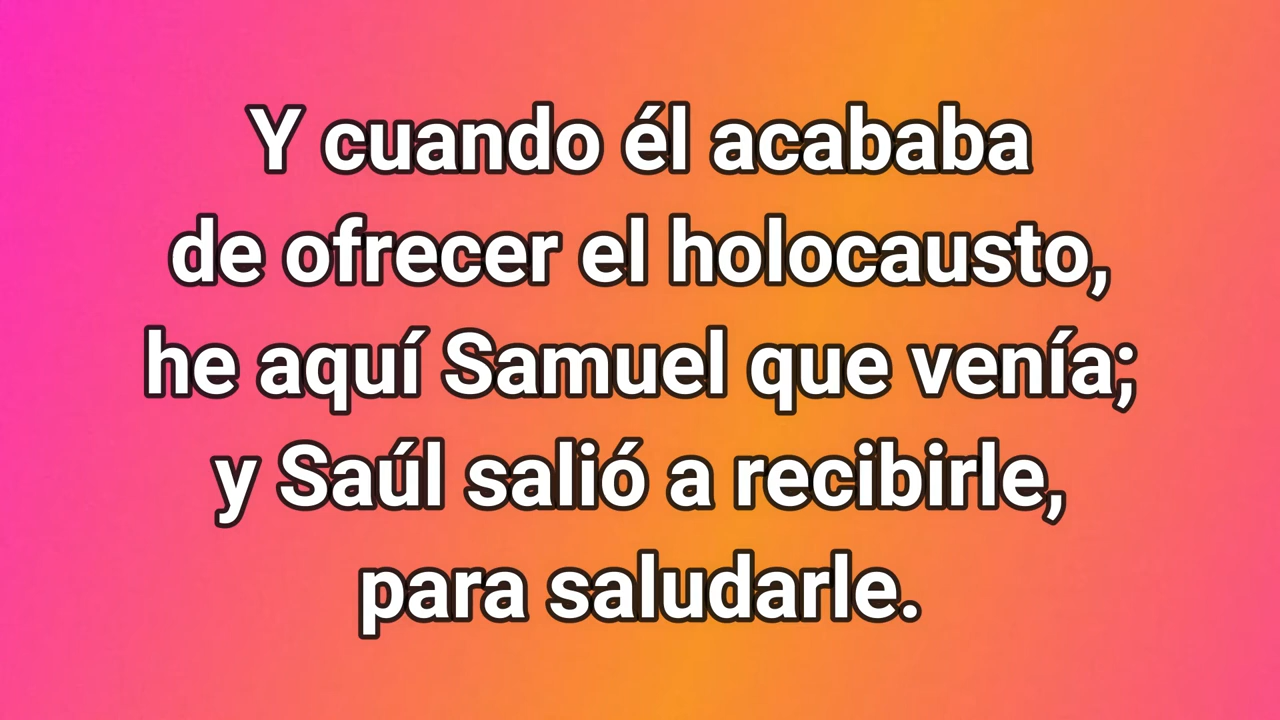 Y cuando él acababa
de ofrecer el holocausto,
he aquí Samuel que venía;
y Saúl salió a recibirle,
para saludarle.